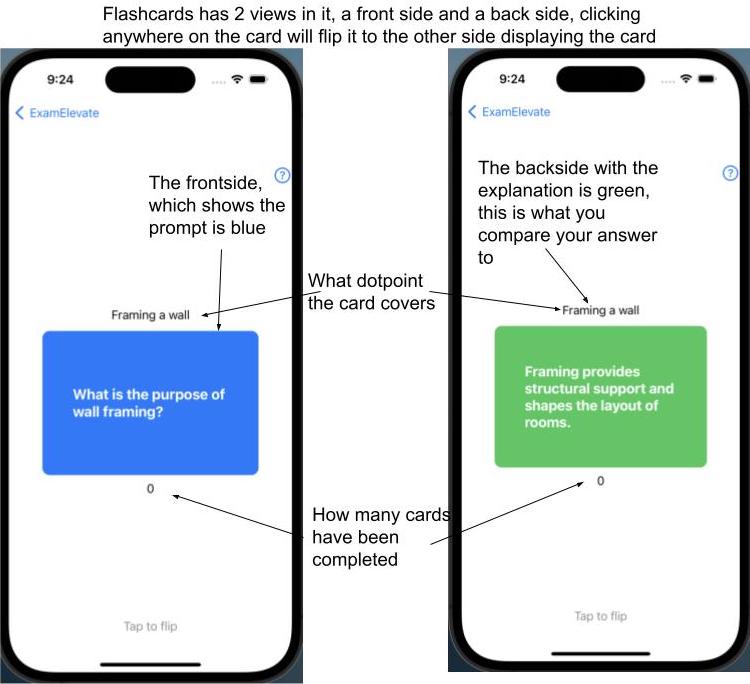 Flashcards has 2 views in it, a front side and a back side, clicking
anywhere on the card will flip it to the other side displaying the card
9:24
ExamElevate
?
The frontside,
which shows the
prompt is blue
Framing a wall
What is the purpose of
wall framing?
0
Tap to flip
What dotpoint
the card covers
How many cards
have been
completed
9:24
ExamElevate
?
The backside with the
explanation is green,
this is what you
compare your answer
to
Framing a wall
Framing provides
structural support and
shapes the layout of
rooms.
0
Tap to flip